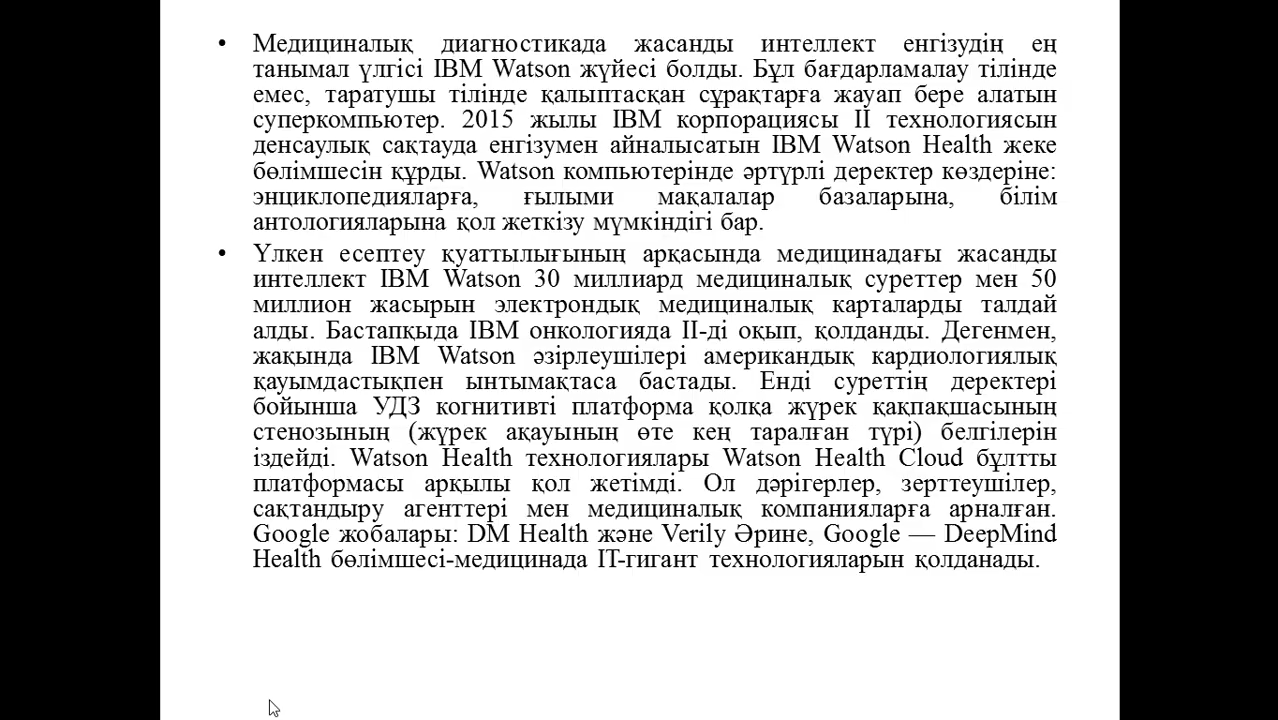 • Медициналық диагностикада жасанды интеллект енгізудің ең
танымал үлгісі IBM Watson жүйесі болды. Бұл бағдарламалау тілінде
емес, таратушы тілінде қалыптасқан сұрақтарға жауап бере алатын
суперкомпьютер. 2015 жылы IBM корпорациясы II технологиясын
денсаулық сақтауда енгізумен айналысатын IBM Watson Health жеке
бөлімшесін құрды. Watson компьютерінде әртүрлі деректер көздеріне:
энциклопедияларға, ғылыми мақалалар базаларына, білім
антологияларына қол жеткізу мүмкіндігі бар.
• Үлкен есептеу қуаттылығының арқасында медицинадағы жасанды
интеллект IBM Watson 30 миллиард медициналық суреттер мен 50
миллион жасырын электрондық медициналық карталарды талдай
алды. Бастапқыда IBM онкологияда II-ді оқып, қолданды. Дегенмен,
жақында IBM Watson әзірлеушілері американдық кардиологиялық
қауымдастықпен ынтымақтаса бастады. Енді суреттің деректері
бойынша УДЗ когнитивті платформа қолқа жүрек қақпақшасының
стенозының (жүрек ақауының өте кең таралған түрі) белгілерін
іздейді. Watson Health технологиялары Watson Health Cloud бұлтты
платформасы арқылы қол жетімді. Ол дәрігерлер, зерттеушілер,
сақтандыру агенттері мен медициналық компанияларға арналған.
Google жобалары: DM Health және Verily Әрине, Google — DeepMind
Health бөлімшесі-медицинада IT-гигант технологияларын қолданады.